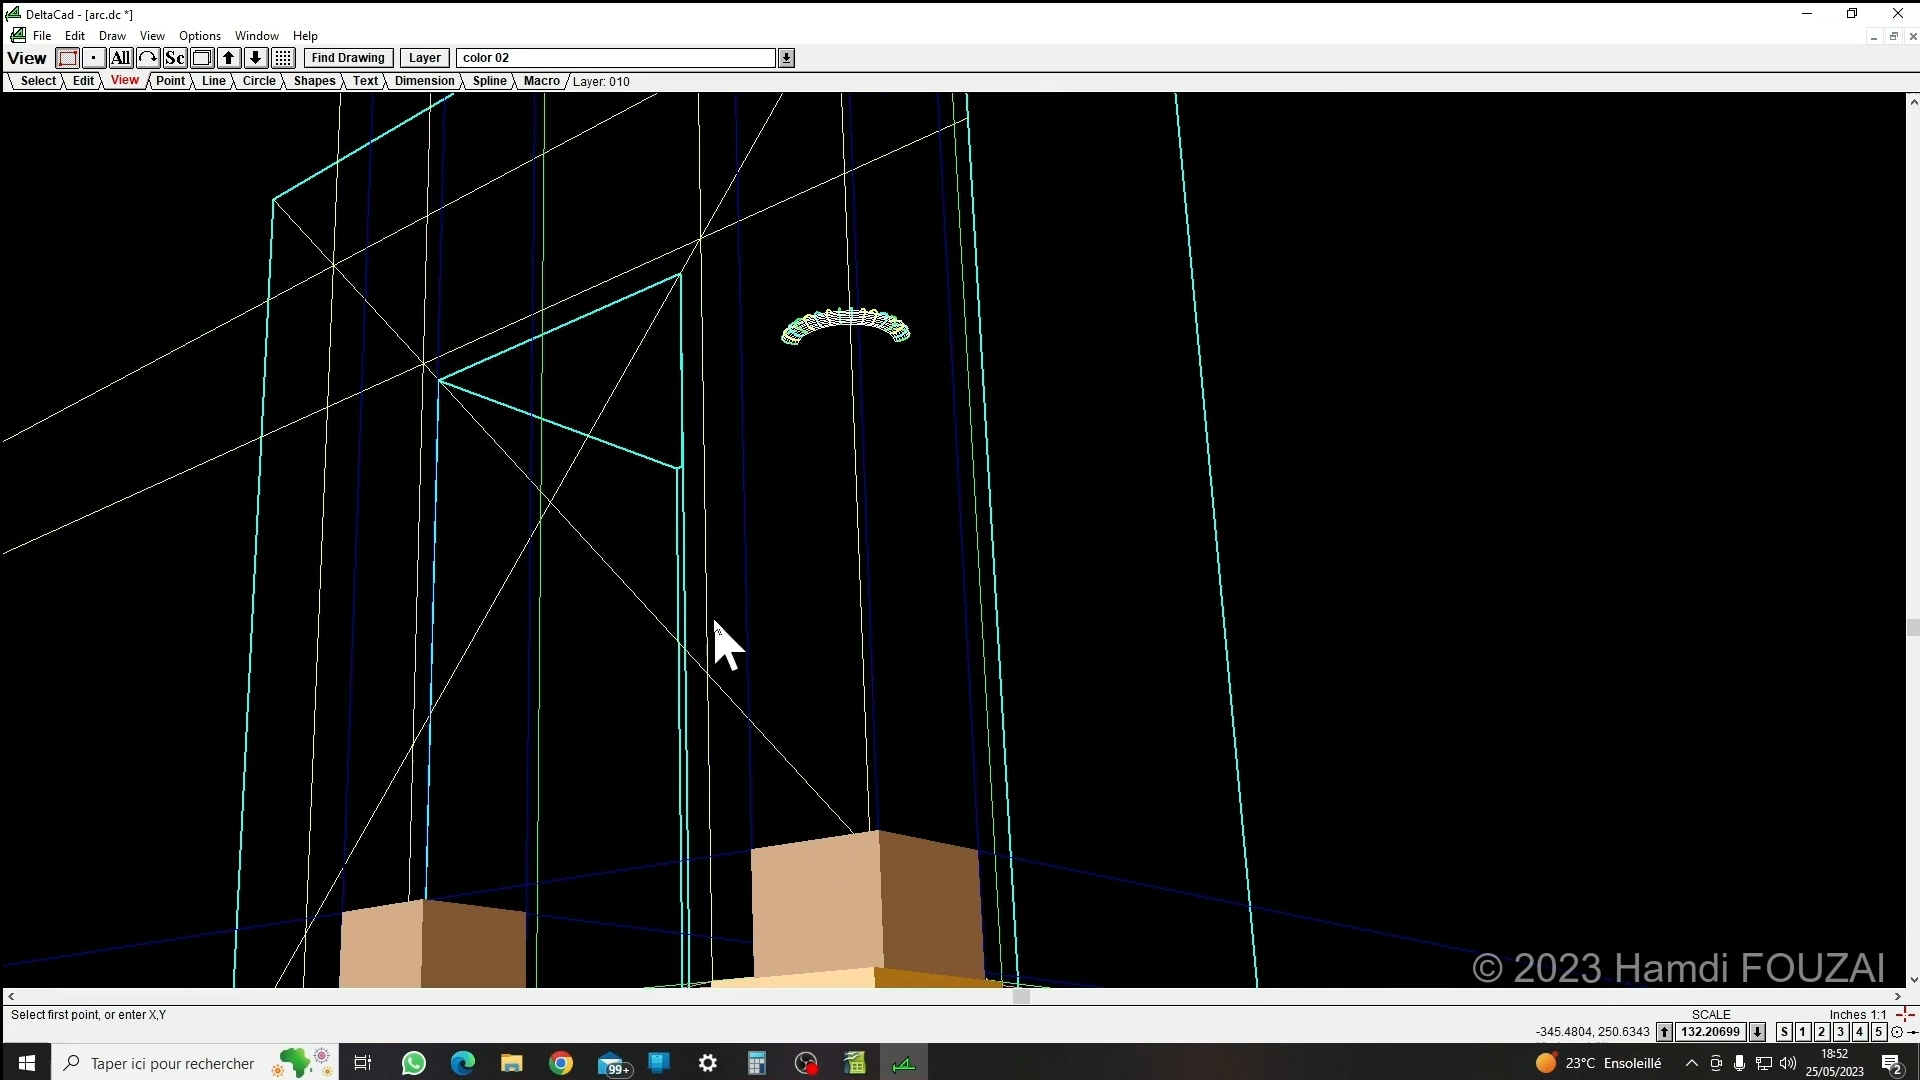 DeltaCad - [arc.dc *]
File Edit Draw View Options Window Help
View All Sc Find Drawing Layer color 02
Select Edit View Point Line Circle Shapes Text Dimension Spline Macro Layer: 010
© 2023 Hamdi FOUZAI
Select first point, or enter X,Y
SCALE Inches 1:1
-345.4804, 250.6343 132.20699 S 1 2 3 4 5
Taper ici pour rechercher 99+ 23°C Ensoleillé 18:52
25/05/2023 2